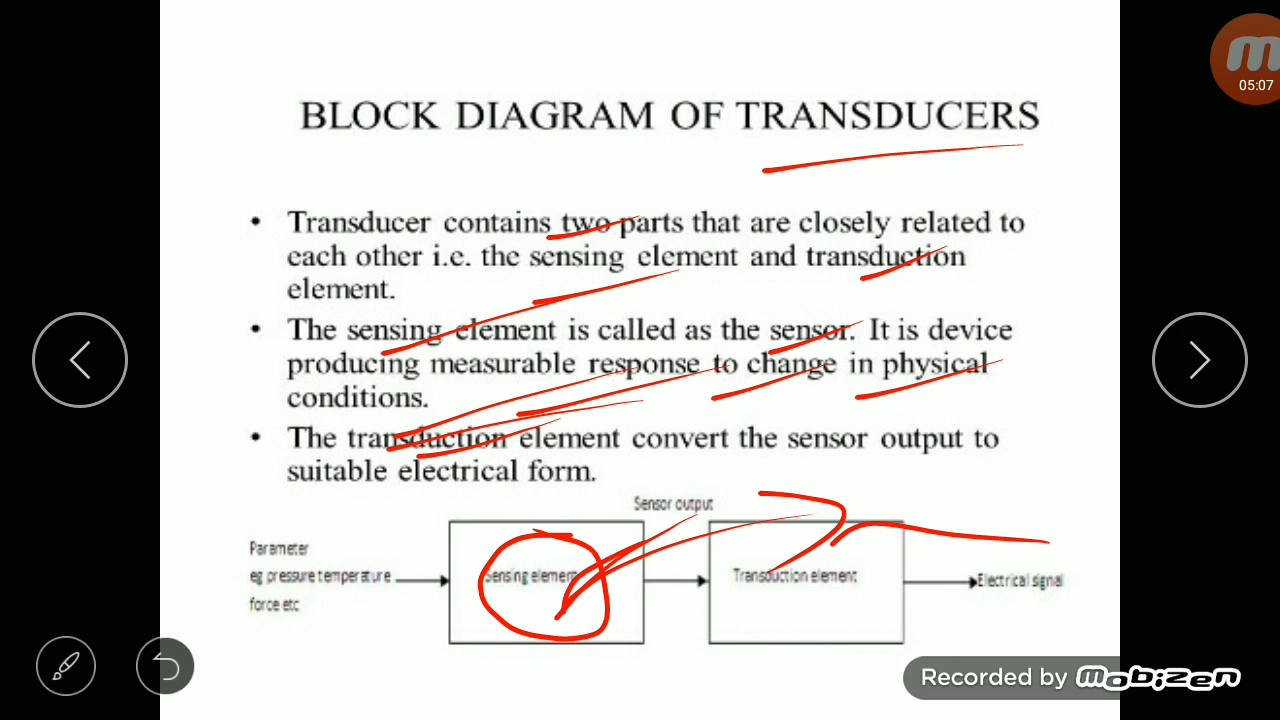 05:07
BLOCK DIAGRAM OF TRANSDUCERS
• Transducer contains two parts that are closely related to
each other i.e. the sensing element and transduction
element.
• The sensing element is called as the sensor. It is device
producing measurable response to change in physical
conditions.
• The transduction element convert the sensor output to
suitable electrical form.
Sensor output
Parameter
eg pressure temperature
force etc
Sensing element
Transduction element
Electrical signal
Recorded by mobizen